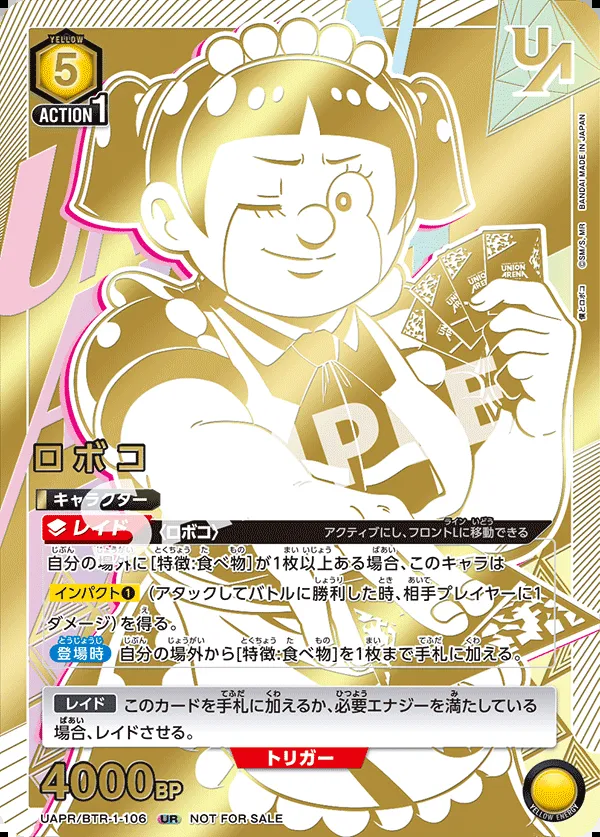 YELLOW
5
ACTION 1
UA
©SM/S, MR BANDAI MADE IN JAPAN
僕とロボコ
UNION ARENA
SAMPLE
ロボコ
キャラクター
レイド 〈ロボコ〉 アクティブにし、フロントLに移動できる
自分の場外に[特徴:食べ物]が1枚以上ある場合、このキャラは
インパクト❶ (アタックしてバトルに勝利した時、相手プレイヤーに1
ダメージ)を得る。
登場時 自分の場外から[特徴:食べ物]を1枚まで手札に加える。
レイド このカードを手札に加えるか、必要エナジーを満たしている
場合、レイドさせる。
トリガー
4000BP
YELLOW ENERGY
UAPR/BTR-1-106 UR NOT FOR SALE